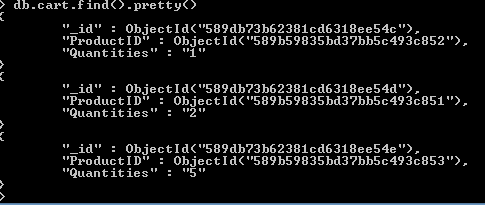 > db.cart.find().pretty()
{
"_id" : ObjectId("589db73b62381cd6318ee54c"),
"ProductID" : ObjectId("589b59835bd37bb5c493c852"),
"Quantities" : "1"
}
{
"_id" : ObjectId("589db73b62381cd6318ee54d"),
"ProductID" : ObjectId("589b59835bd37bb5c493c851"),
"Quantities" : "2"
}
{
"_id" : ObjectId("589db73b62381cd6318ee54e"),
"ProductID" : ObjectId("589b59835bd37bb5c493c853"),
"Quantities" : "5"
}
>